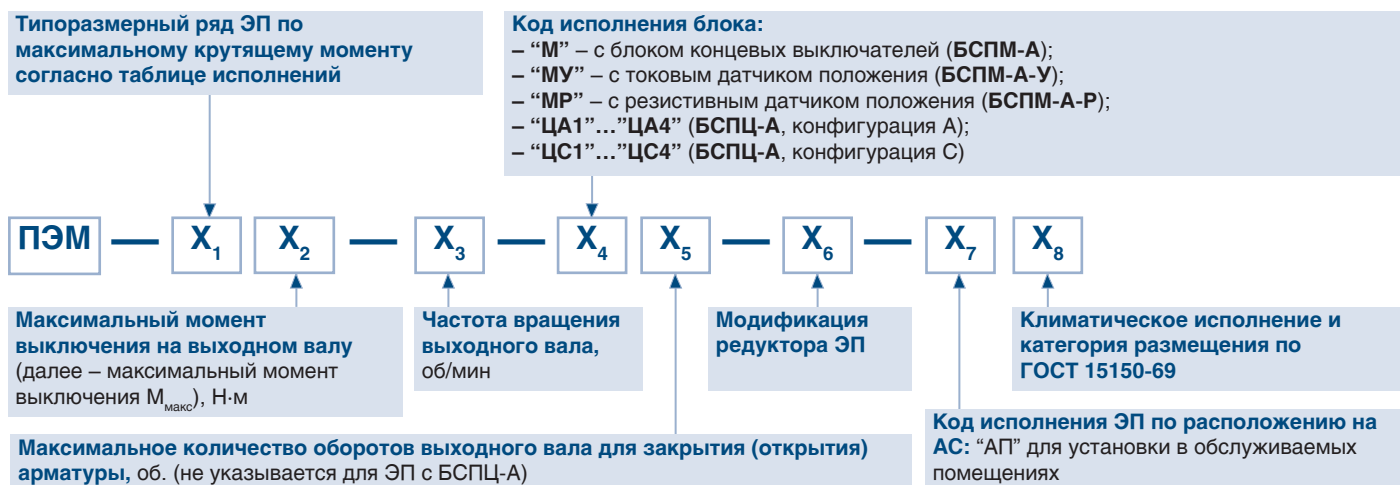 Типоразмерный ряд ЭП по
максимальному крутящему моменту
согласно таблице исполнений
Код исполнения блока:
– “М” – с блоком концевых выключателей (БСПМ-А);
– “МУ” – с токовым датчиком положения (БСПМ-А-У);
– “МР” – с резистивным датчиком положения (БСПМ-А-Р);
– “ЦА1”…”ЦА4” (БСПЦ-А, конфигурация А);
– “ЦС1”…”ЦС4” (БСПЦ-А, конфигурация С)
ПЭМ — X1 X2 — X3 — X4 X5 — X6 — X7 X8
Максимальный момент
выключения на выходном валу
(далее – максимальный момент
выключения Ммакс), Н·м
Частота вращения
выходного вала,
об/мин
Модификация
редуктора ЭП
Климатическое исполнение и
категория размещения по
ГОСТ 15150-69
Максимальное количество оборотов выходного вала для закрытия (открытия)
арматуры, об. (не указывается для ЭП с БСПЦ-А)
Код исполнения ЭП по расположению на
АС: “АП” для установки в обслуживаемых
помещениях